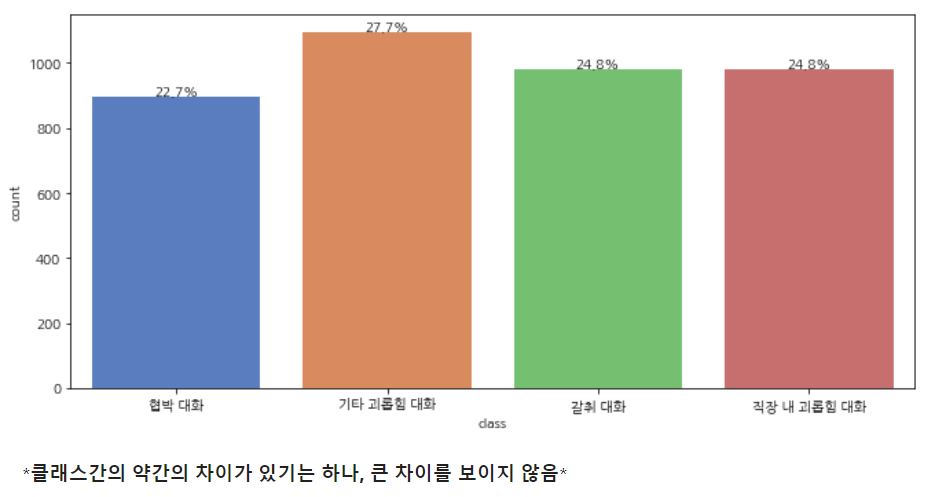 27.7%
24.8%
24.8%
22.7%
1000
800
600
400
200
0
count
협박 대화
기타 괴롭힘 대화
갈취 대화
직장 내 괴롭힘 대화
class
*클래스간의 약간의 차이가 있기는 하나, 큰 차이를 보이지 않음*